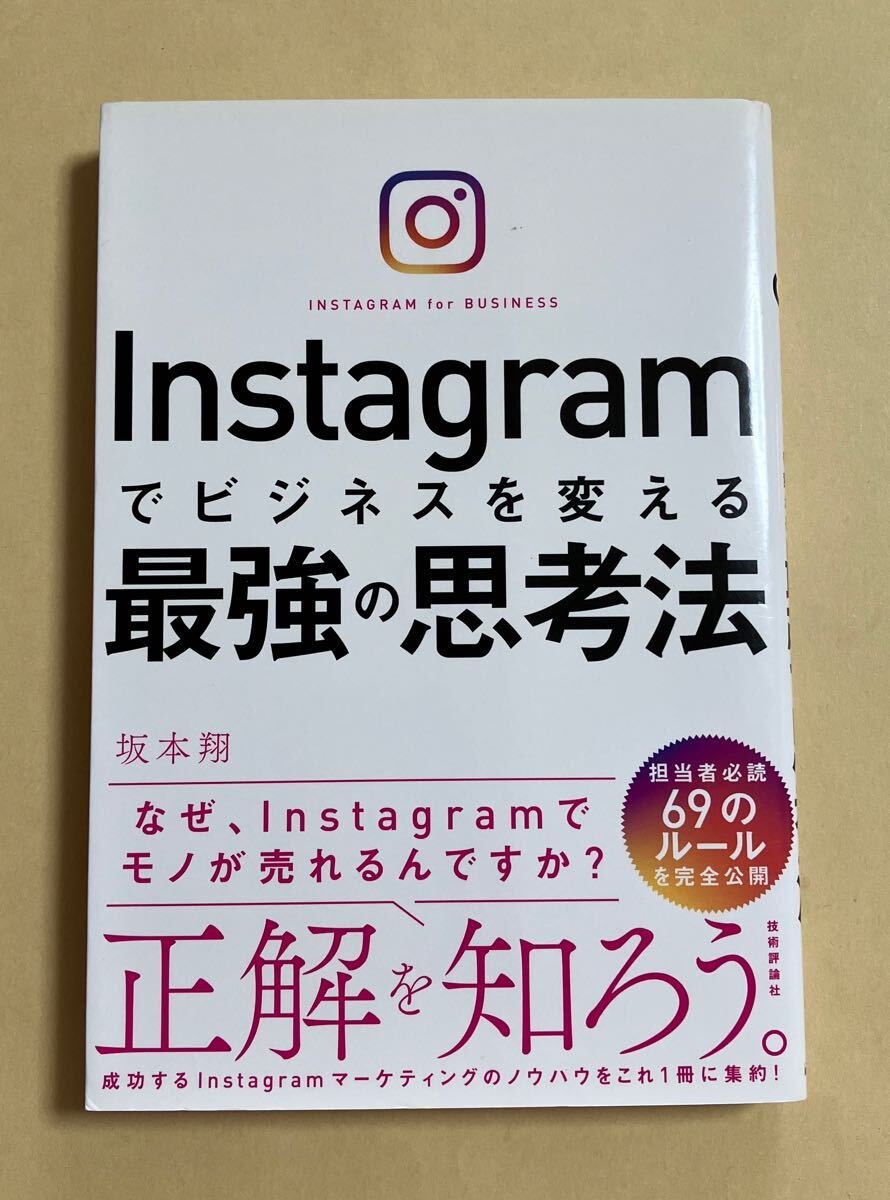 INSTAGRAM for BUSINESS
Instagram
でビジネスを変える
最強の思考法
坂本翔
なぜ、Instagramで
モノが売れるんですか?
担当者必読
69の
ルール
を完全公開
正解を知ろう。
技術評論社
成功するInstagramマーケティングのノウハウをこれ1冊に集約!